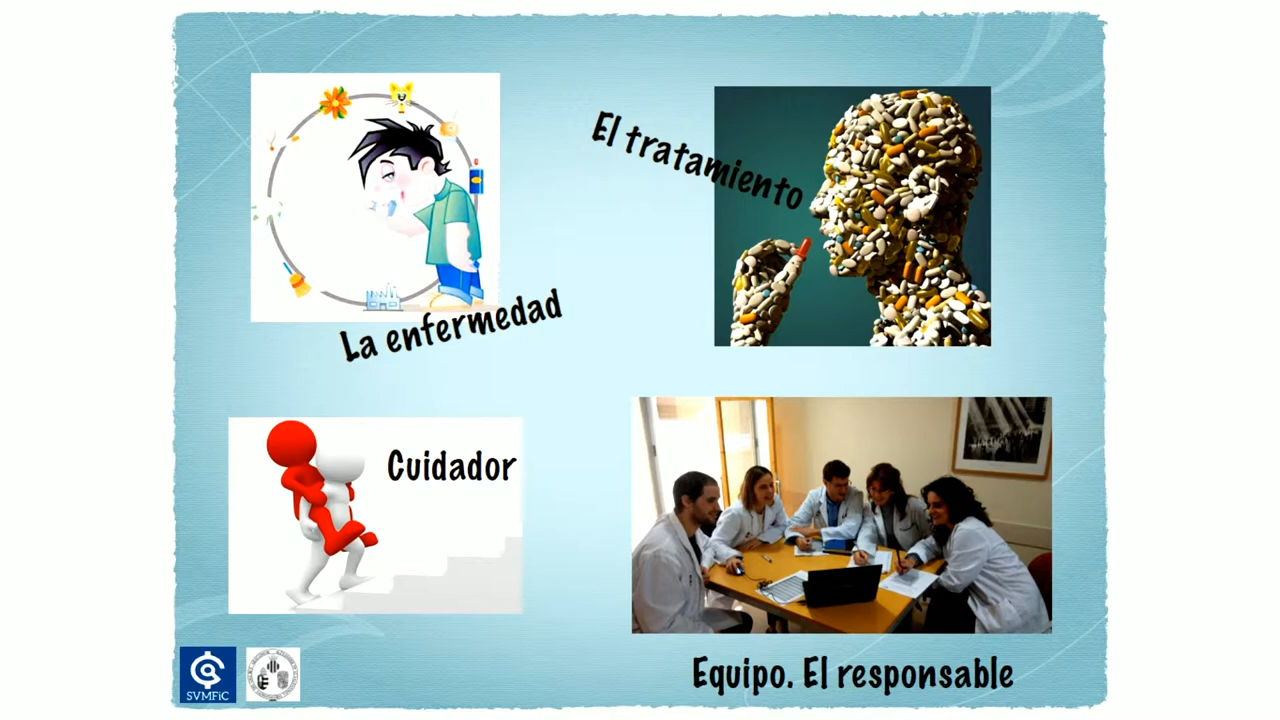 El tratamiento
La enfermedad
Cuidador
Equipo. El responsable
SVMFiC